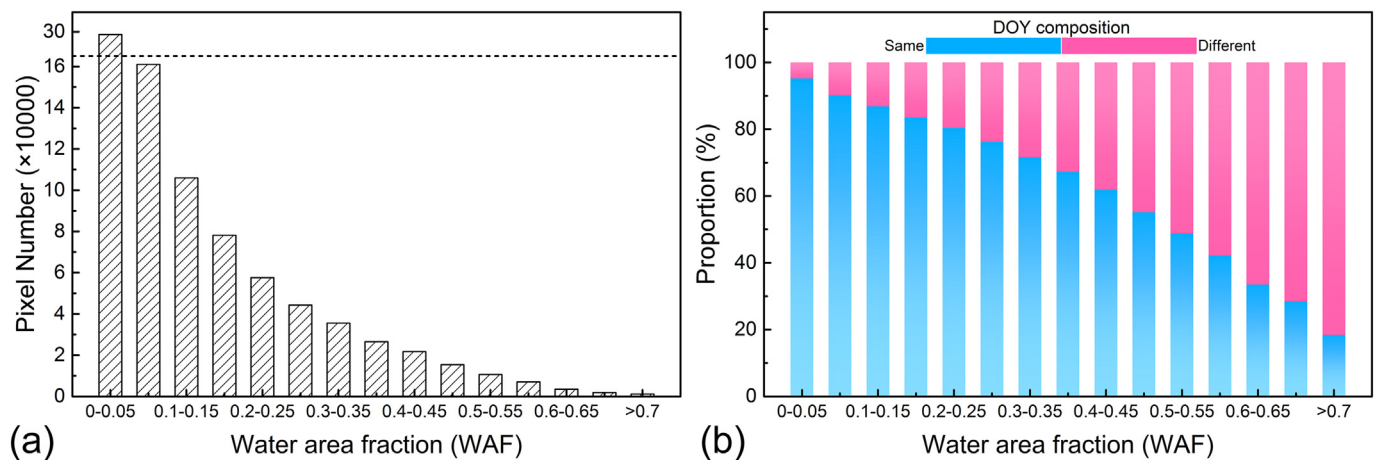 30
16
14
12
10
8
6
4
2
0
Pixel Number (×10000)
0-0.05 0.1-0.15 0.2-0.25 0.3-0.35 0.4-0.45 0.5-0.55 0.6-0.65 >0.7
Water area fraction (WAF)
(a)
DOY composition
Same Different
100
80
60
40
20
0
Proportion (%)
0-0.05 0.1-0.15 0.2-0.25 0.3-0.35 0.4-0.45 0.5-0.55 0.6-0.65 >0.7
Water area fraction (WAF)
(b)